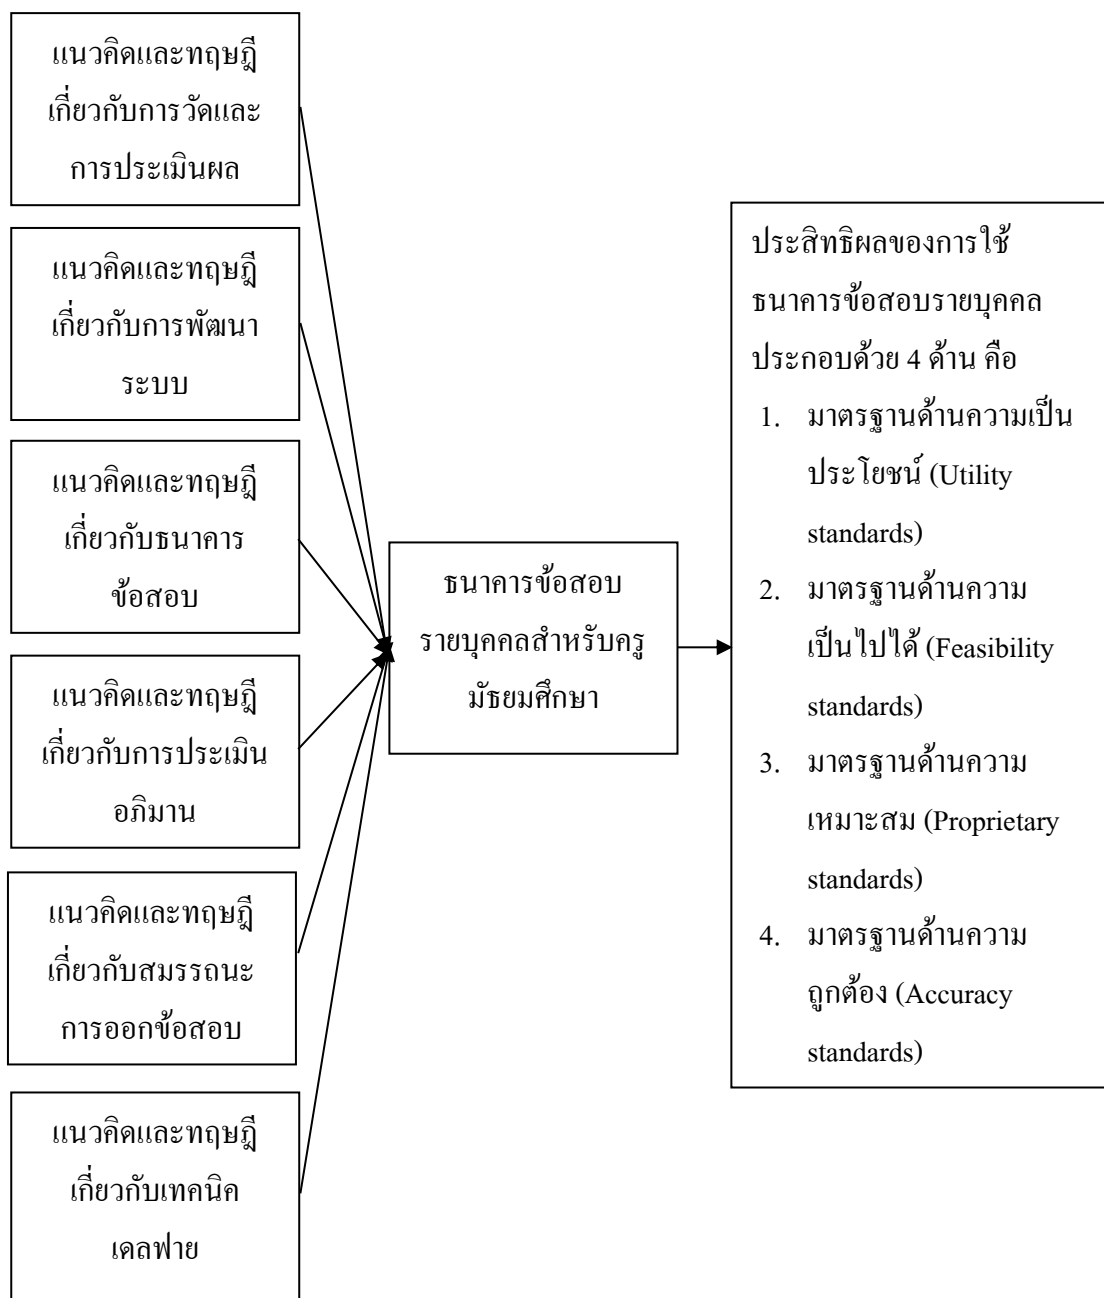 แนวคิดและทฤษฎี
เกี่ยวกับการวัดและ
การประเมินผล
แนวคิดและทฤษฎี
เกี่ยวกับการพัฒนา
ระบบ
แนวคิดและทฤษฎี
เกี่ยวกับธนาคาร
ข้อสอบ
แนวคิดและทฤษฎี
เกี่ยวกับการประเมิน
อภิมาน
แนวคิดและทฤษฎี
เกี่ยวกับสมรรถนะ
การออกข้อสอบ
แนวคิดและทฤษฎี
เกี่ยวกับเทคนิค
เดลฟาย
ธนาคารข้อสอบ
รายบุคคลสำหรับครู
มัธยมศึกษา
ประสิทธิผลของการใช้
ธนาคารข้อสอบรายบุคคล
ประกอบด้วย 4 ด้าน คือ
1. มาตรฐานด้านความเป็น
ประโยชน์ (Utility
standards)
2. มาตรฐานด้านความ
เป็นไปได้ (Feasibility
standards)
3. มาตรฐานด้านความ
เหมาะสม (Proprietary
standards)
4. มาตรฐานด้านความ
ถูกต้อง (Accuracy
standards)